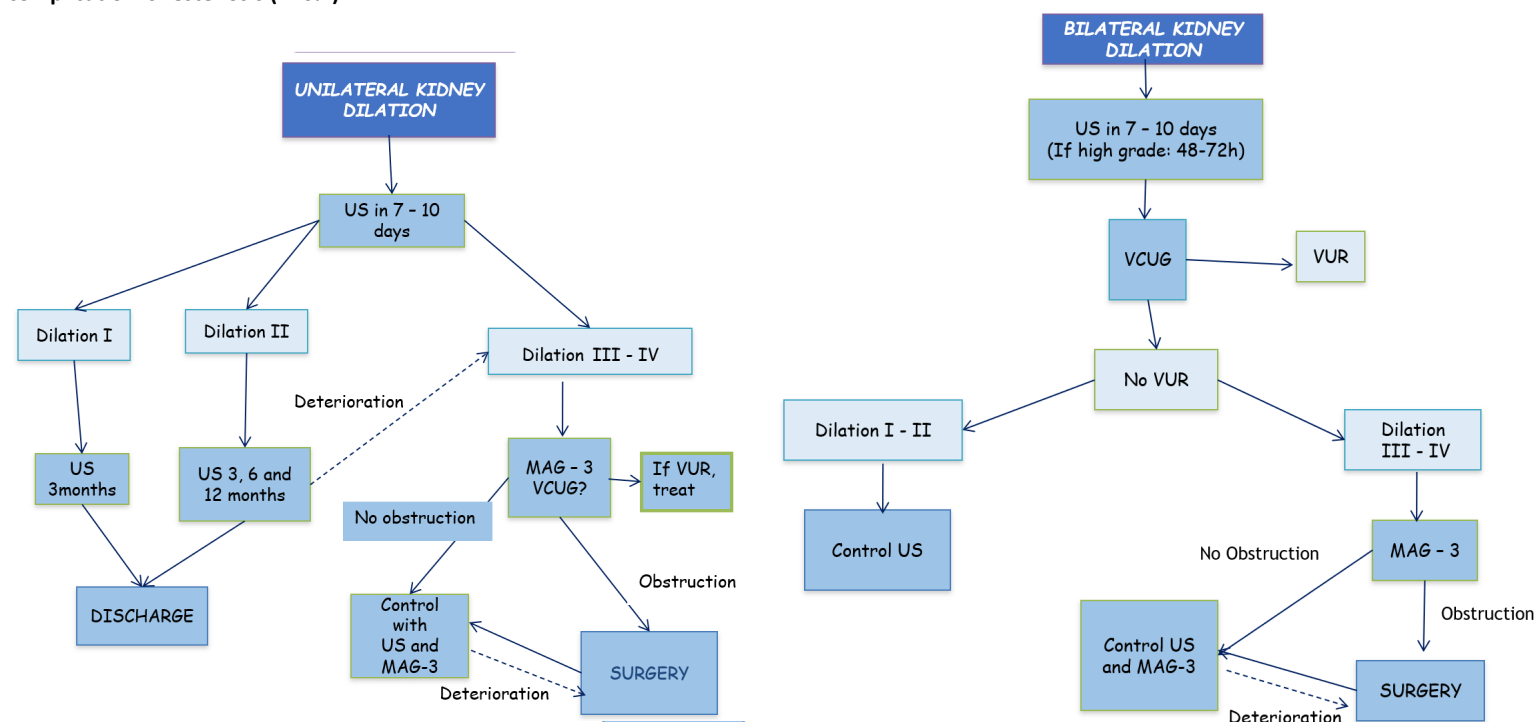 UNILATERAL KIDNEY
DILATION
US in 7 – 10
days
Dilation I
Dilation II
Dilation III - IV
Deterioration
US
3months
US 3, 6 and
12 months
MAG – 3
VCUG?
If VUR,
treat
No obstruction
Obstruction
DISCHARGE
Control
with
US and
MAG-3
SURGERY
Deterioration
BILATERAL KIDNEY
DILATION
US in 7 – 10 days
(If high grade: 48-72h)
VCUG
VUR
No VUR
Dilation I - II
Dilation
III - IV
Control US
MAG – 3
No Obstruction
Obstruction
Control US
and MAG-3
SURGERY
Deterioration